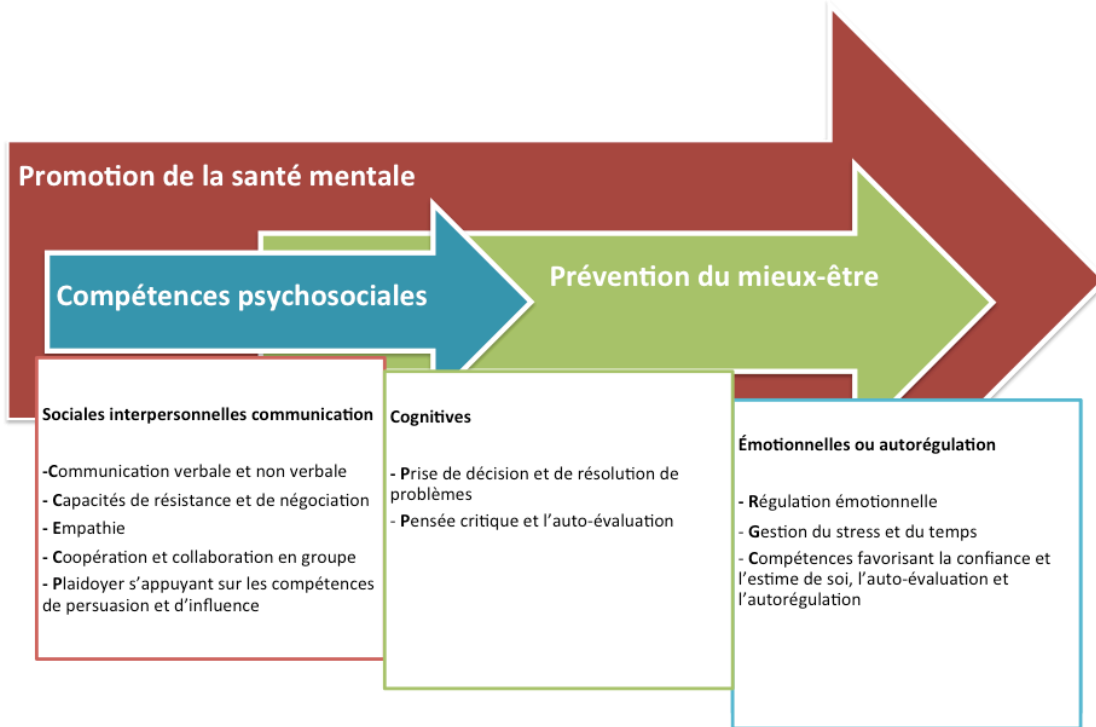 Promotion de la santé mentale
Compétences psychosociales
Prévention du mieux-être
Sociales interpersonnelles communication
-Communication verbale et non verbale
- Capacités de résistance et de négociation
- Empathie
- Coopération et collaboration en groupe
- Plaidoyer s’appuyant sur les compétences
de persuasion et d’influence
Cognitives
- Prise de décision et de résolution de
problèmes
- Pensée critique et l’auto-évaluation
Émotionnelles ou autorégulation
- Régulation émotionnelle
- Gestion du stress et du temps
- Compétences favorisant la confiance et
l’estime de soi, l’auto-évaluation et
l’autorégulation